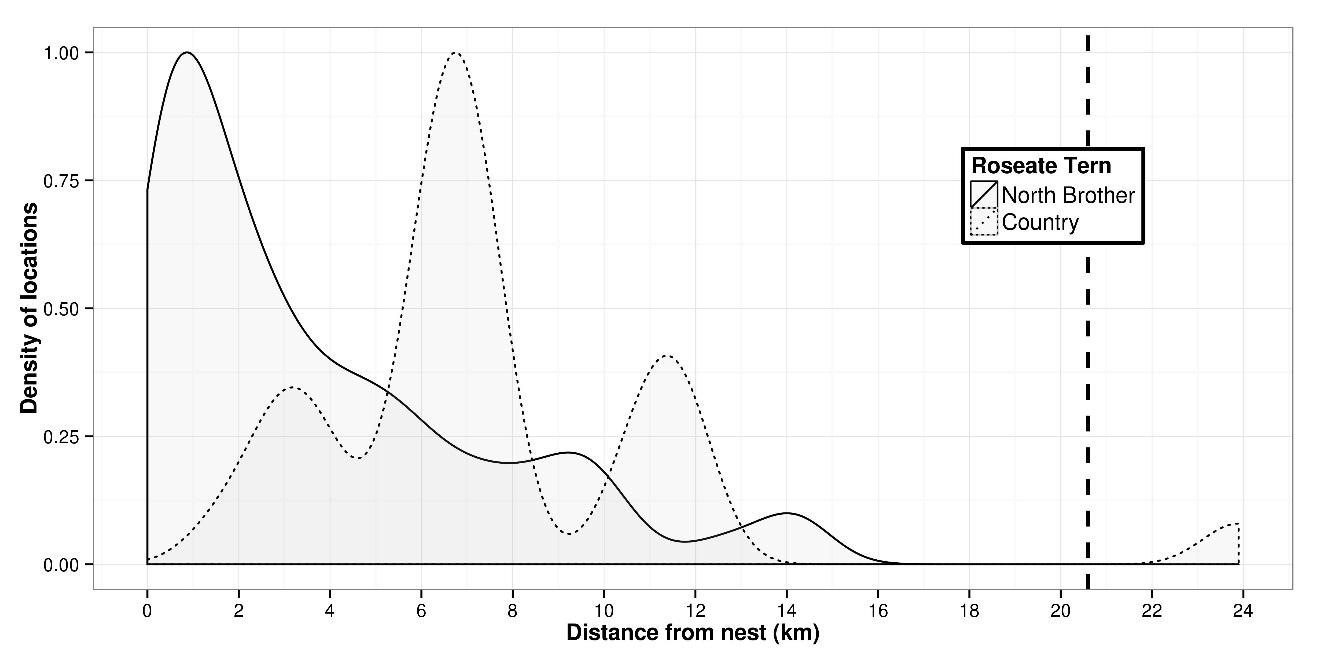 1.00
0.75
0.50
0.25
0.00
Density of locations
Roseate Tern
North Brother
Country
0 2 4 6 8 10 12 14 16 18 20 22 24
Distance from nest (km)